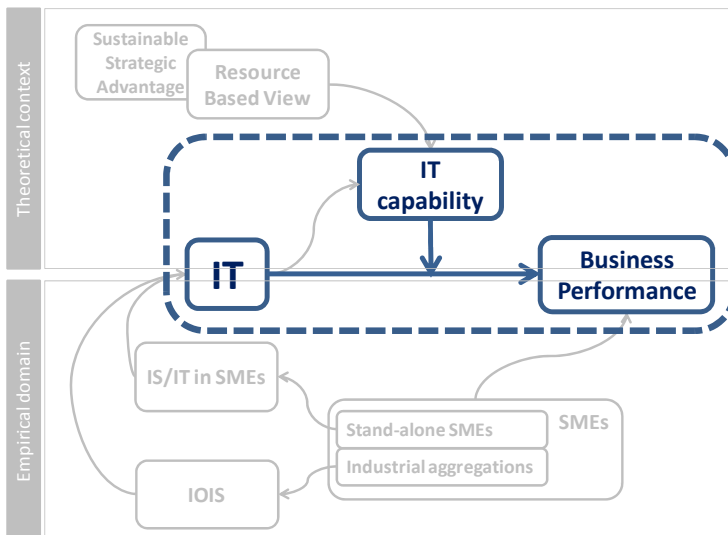 Theoretical context
Sustainable
Strategic
Advantage
Resource
Based View
IT
capability
IT
Business
Performance
Empirical domain
IS/IT in SMEs
Stand-alone SMEs
SMEs
Industrial aggregations
IOIS